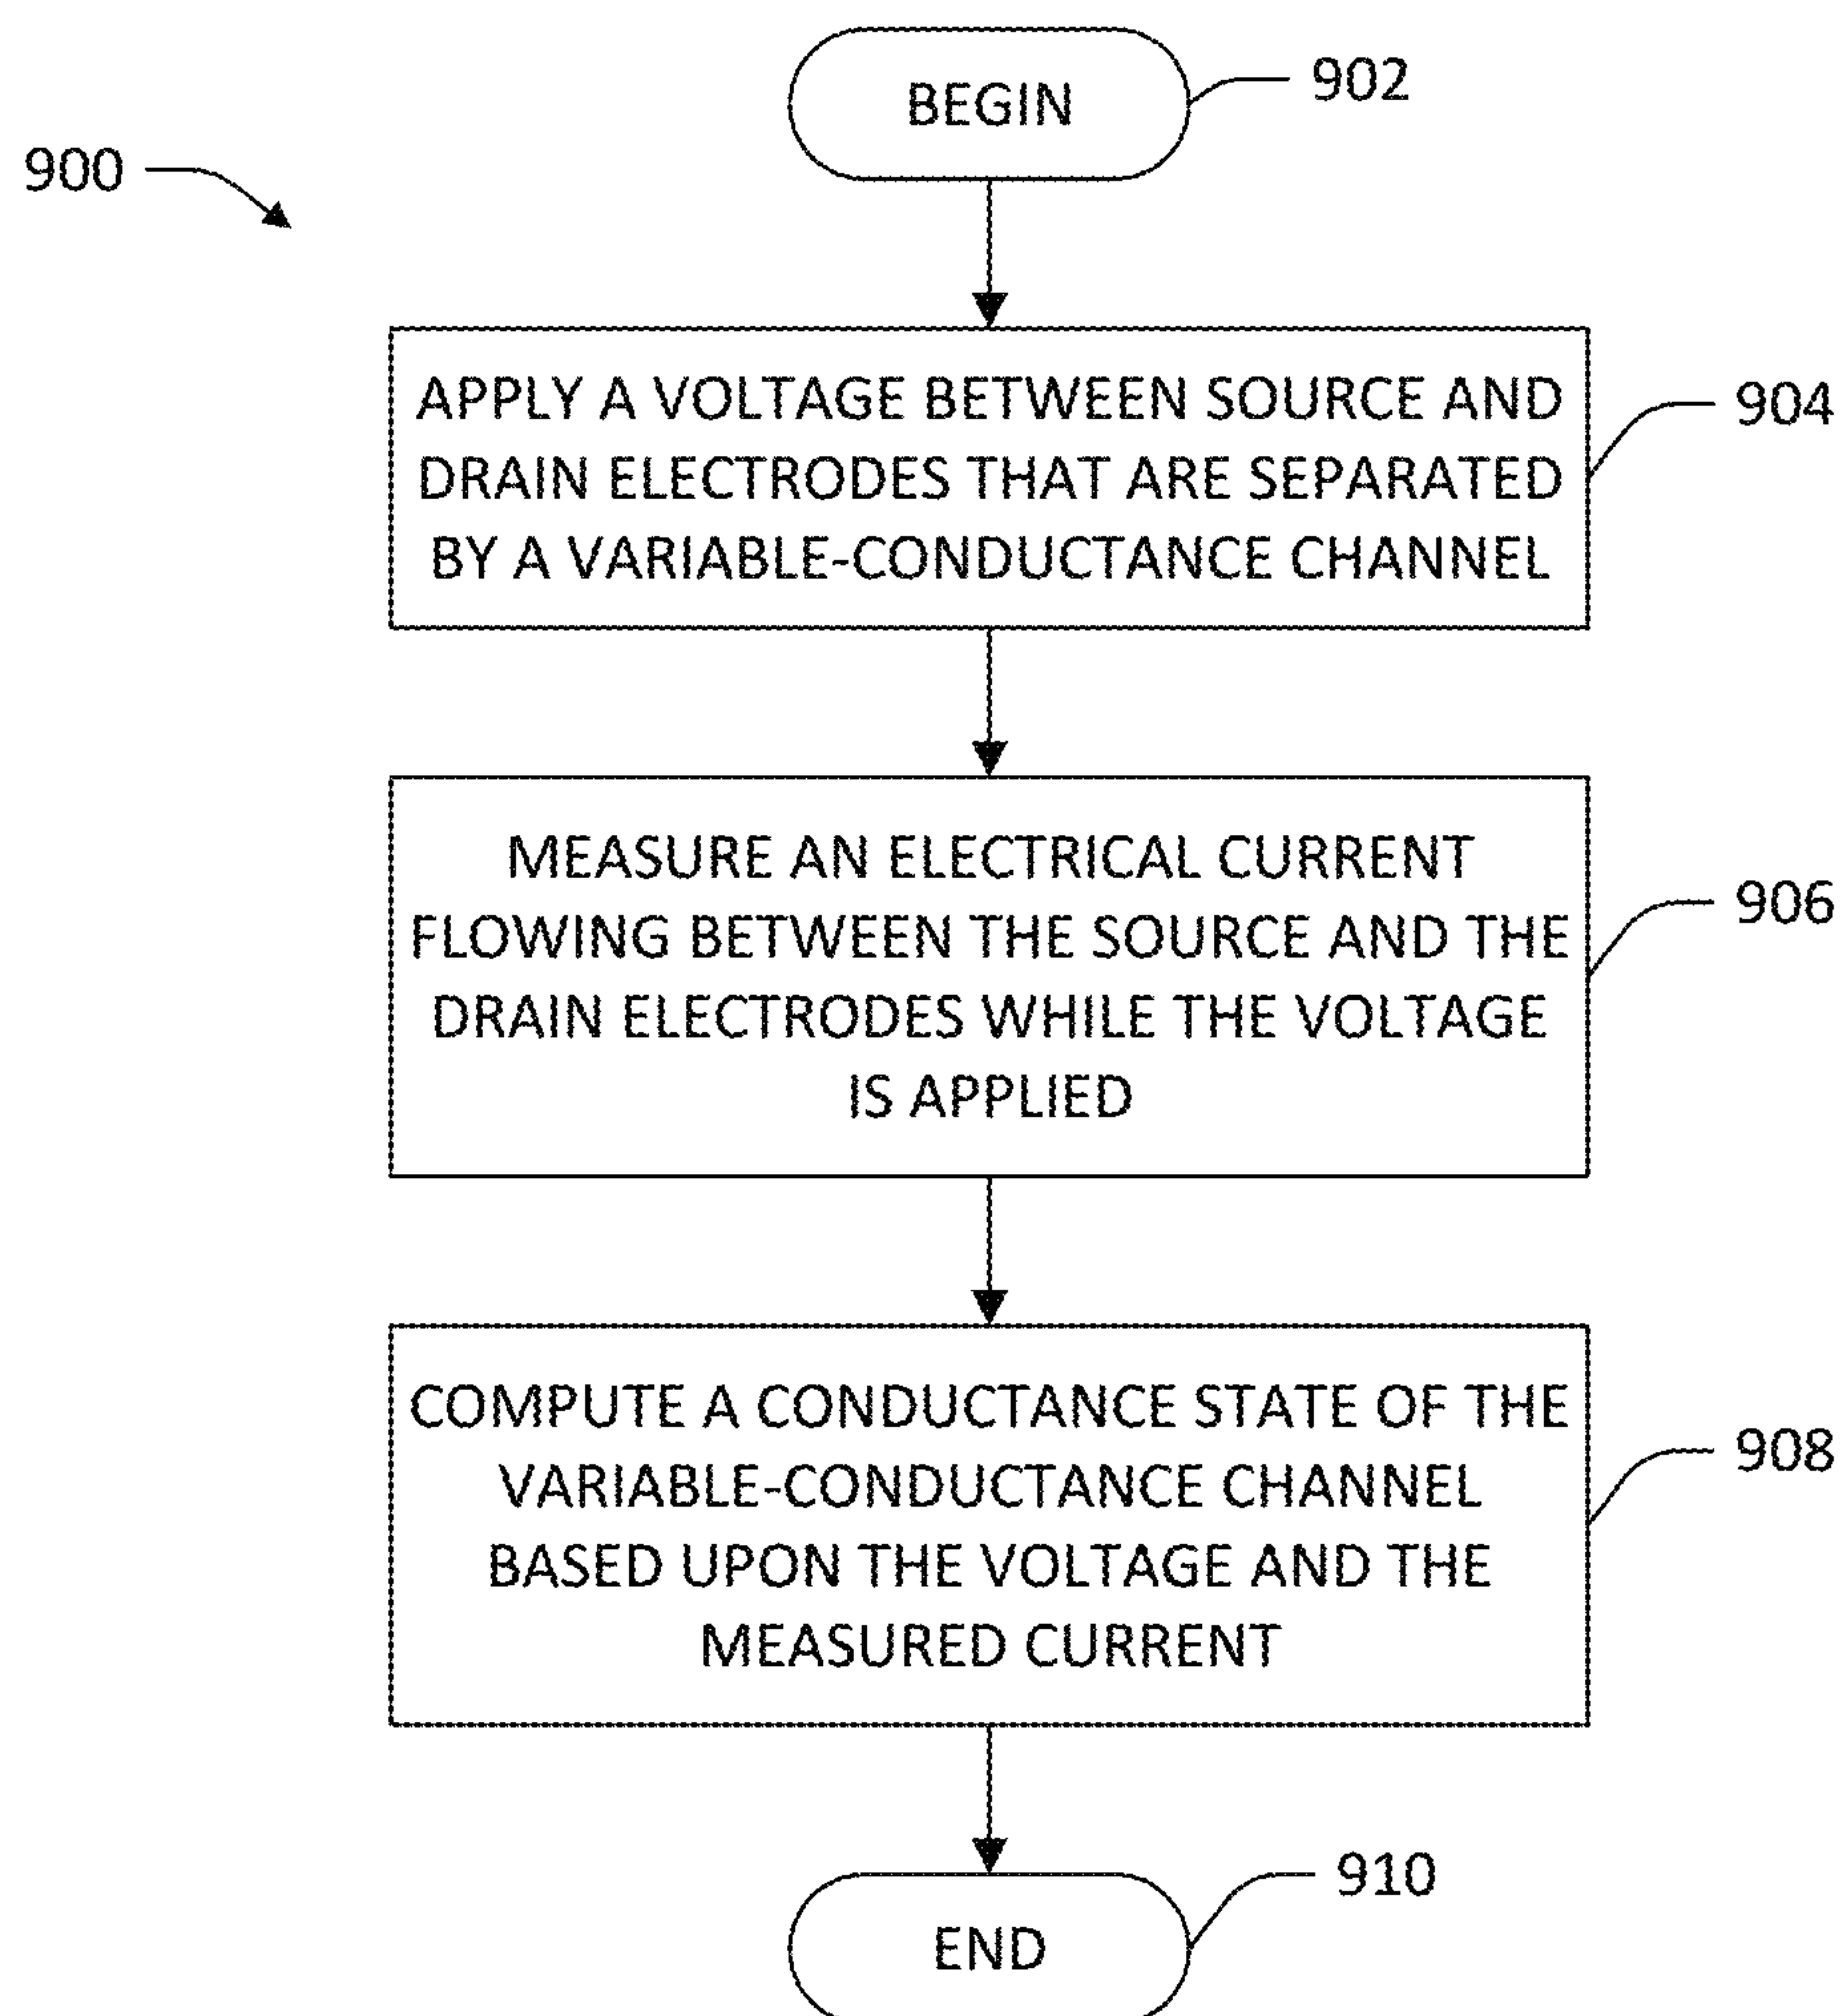 BEGIN
902
900
APPLY A VOLTAGE BETWEEN SOURCE AND
DRAIN ELECTRODES THAT ARE SEPARATED
BY A VARIABLE-CONDUCTANCE CHANNEL
904
MEASURE AN ELECTRICAL CURRENT
FLOWING BETWEEN THE SOURCE AND THE
DRAIN ELECTRODES WHILE THE VOLTAGE
IS APPLIED
906
COMPUTE A CONDUCTANCE STATE OF THE
VARIABLE-CONDUCTANCE CHANNEL
BASED UPON THE VOLTAGE AND THE
MEASURED CURRENT
908
END
910